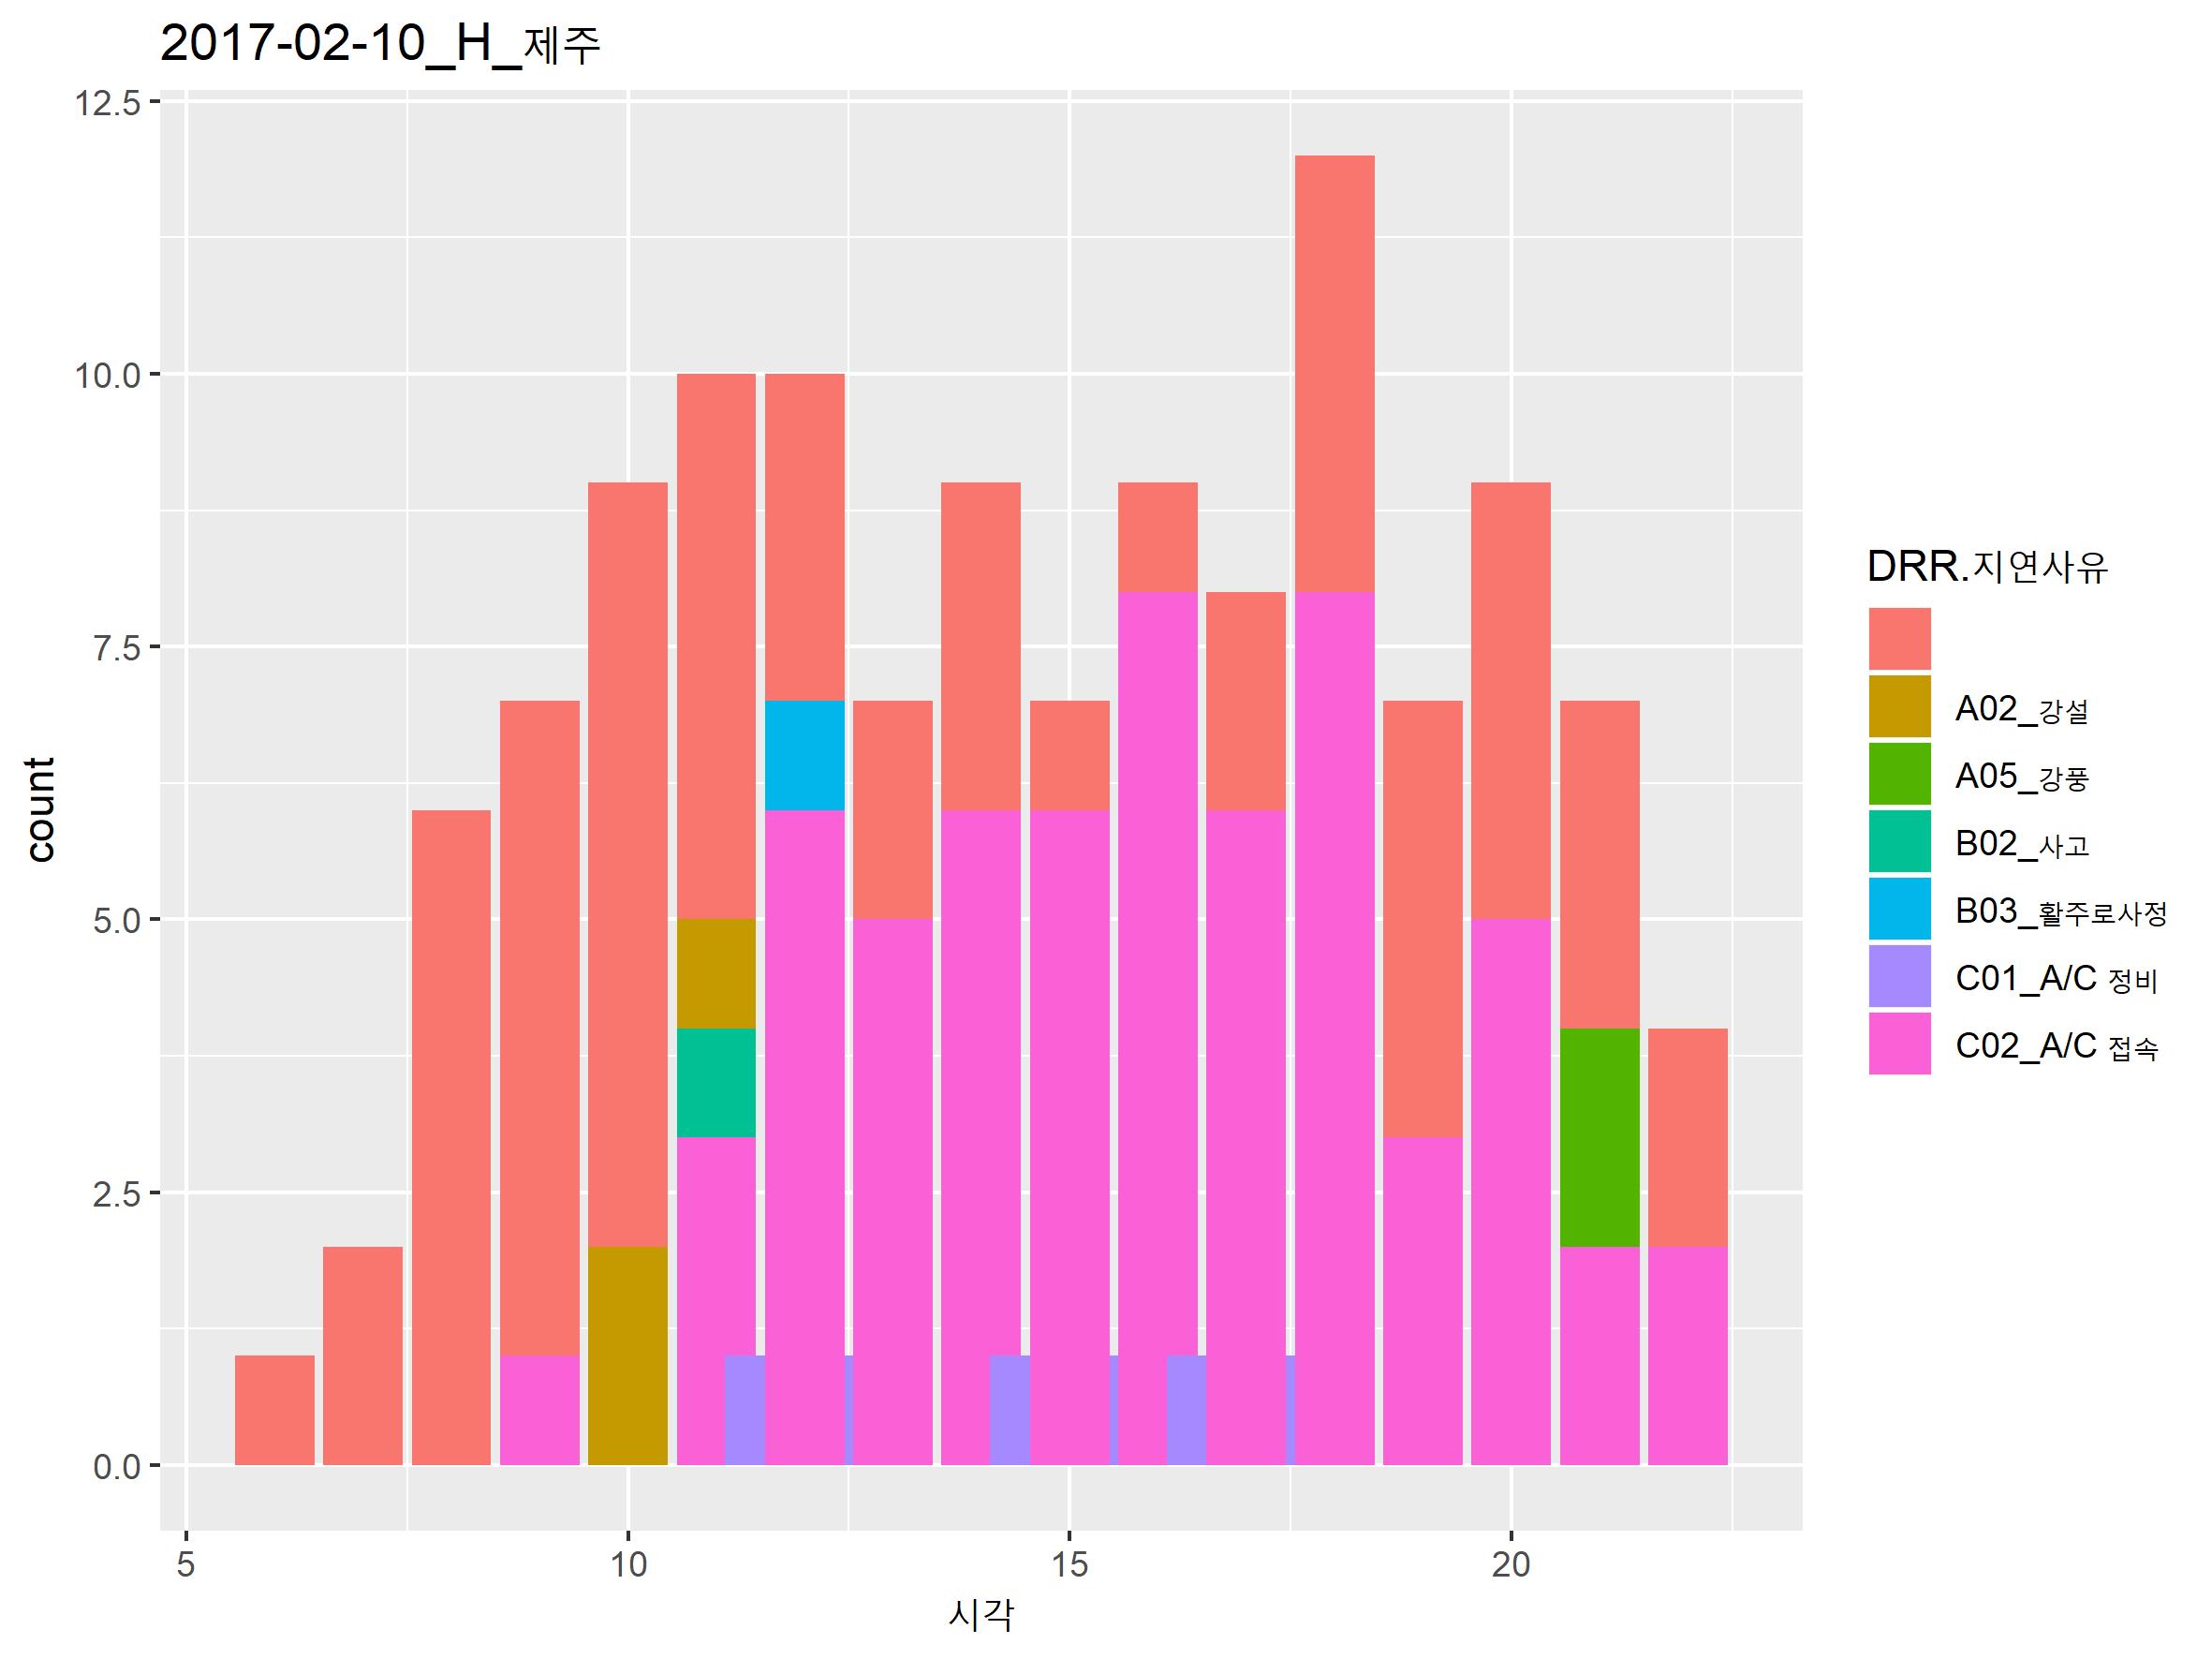 2017-02-10_H_제주
12.5
10.0
7.5
5.0
2.5
0.0
count
5 10 15 20
시각
DRR.지연사유
A02_강설
A05_강풍
B02_사고
B03_활주로사정
C01_A/C 정비
C02_A/C 접속